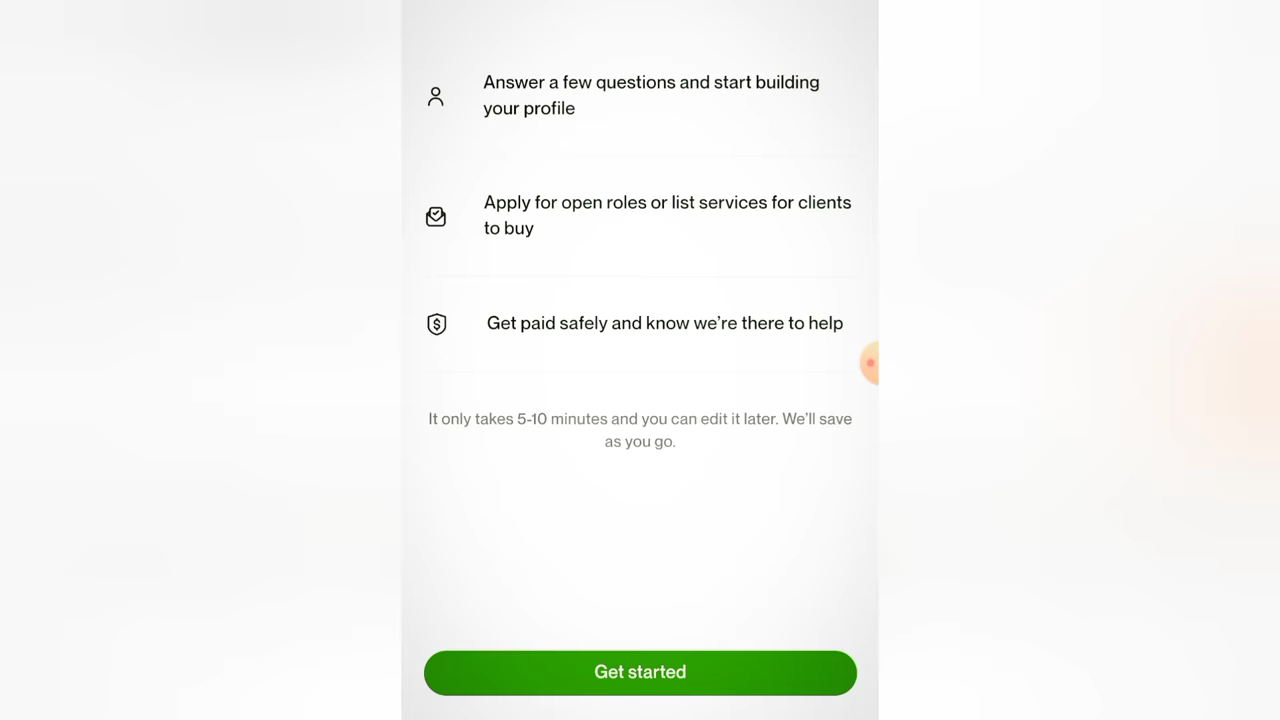 Answer a few questions and start building
your profile
Apply for open roles or list services for clients
to buy
Get paid safely and know we're there to help
It only takes 5-10 minutes and you can edit it later. We'll save
as you go.
Get started